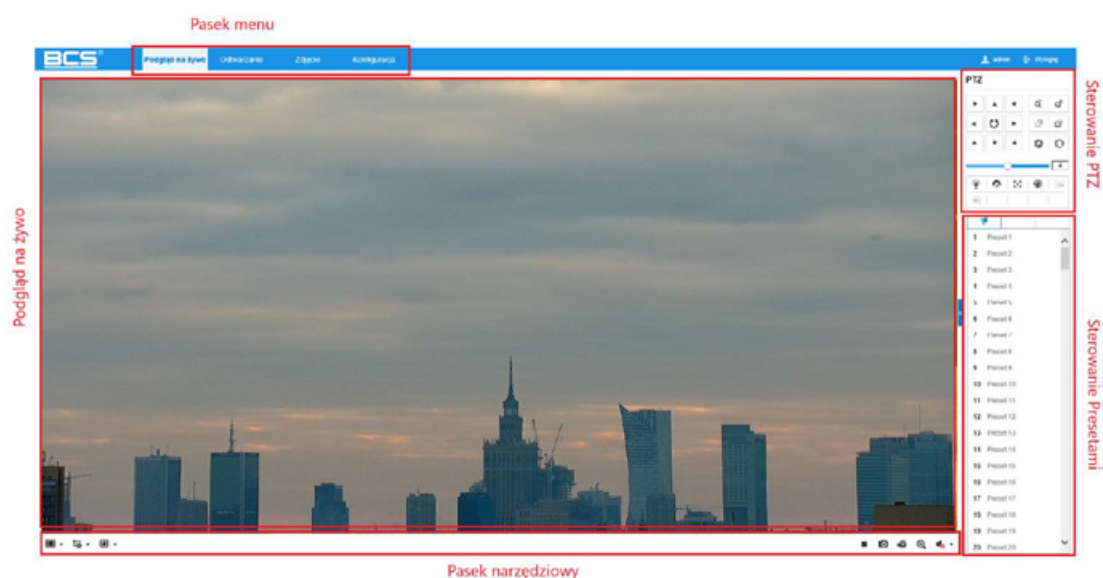 Pasek menu
BCS®
Podgląd na żywo
Odtwarzanie
Zdjęcie
Konfiguracja
admin
Wyloguj
PTZ
4
Sterowanie PTZ
Podgląd na żywo
1 Preset 1
2 Preset 2
3 Preset 3
4 Preset 4
5 Preset 5
6 Preset 6
7 Preset 7
8 Preset 8
9 Preset 9
10 Preset 10
11 Preset 11
12 Preset 12
13 Preset 13
14 Preset 14
15 Preset 15
16 Preset 16
17 Preset 17
18 Preset 18
19 Preset 19
20 Preset 20
Sterowanie Presetami
Pasek narzędziowy